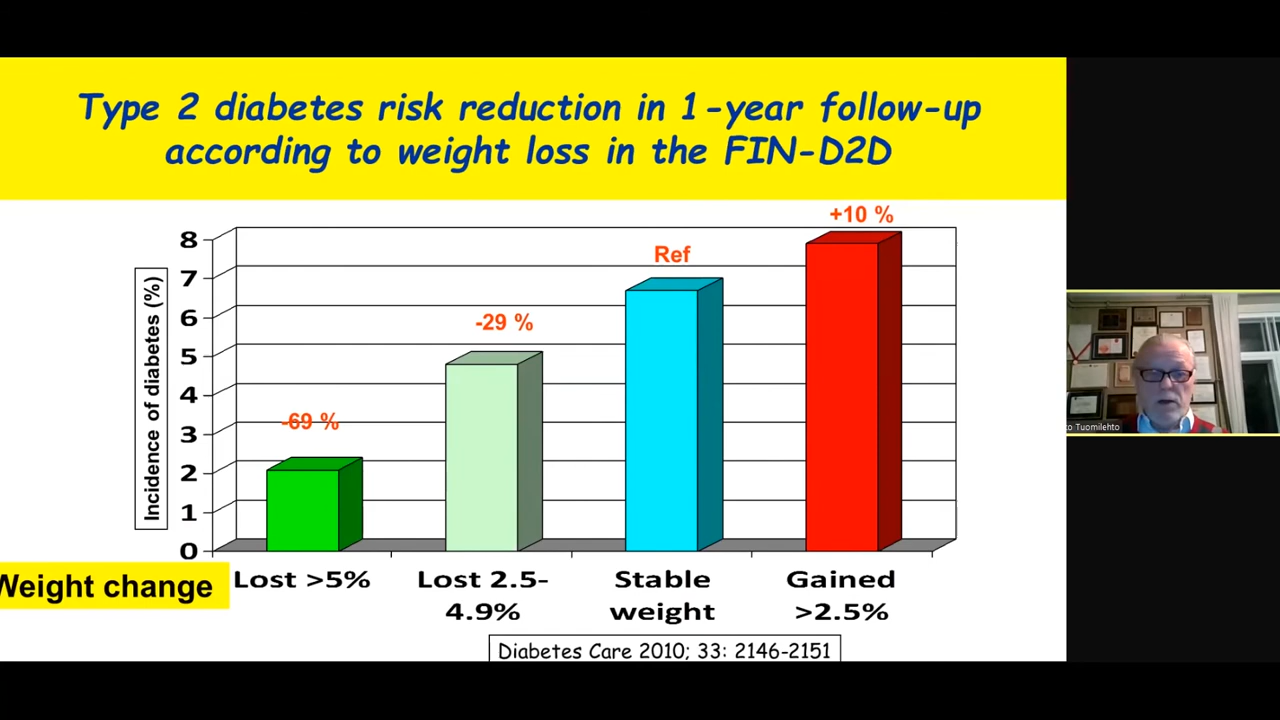 Type 2 diabetes risk reduction in 1-year follow-up
according to weight loss in the FIN-D2D
Incidence of diabetes (%)
8
7
6
5
4
3
2
1
0
-69 %
-29 %
Ref
+10 %
Weight change
Lost >5%
Lost 2.5-
4.9%
Stable
weight
Gained
>2.5%
Diabetes Care 2010; 33: 2146-2151
Tuomilehto